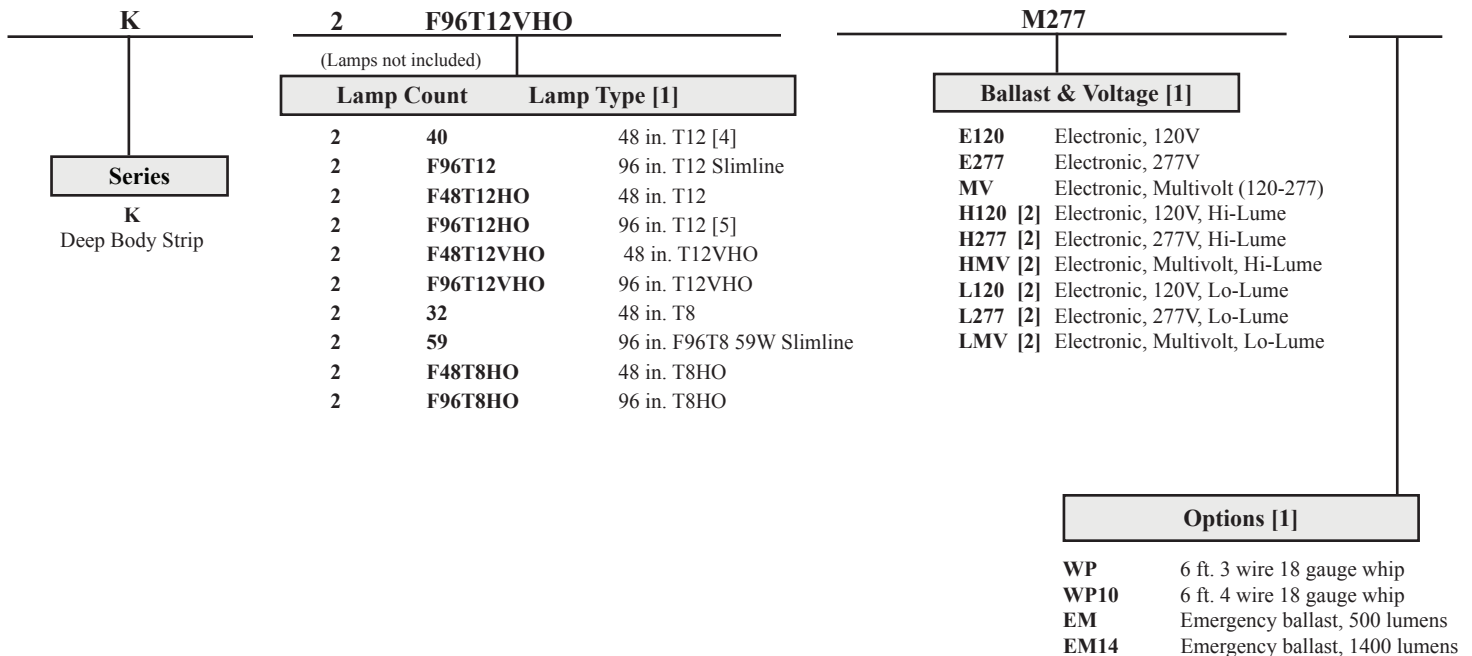 K 2 F96T12VHO M277
(Lamps not included)
Lamp Count Lamp Type [1]
2 40 48 in. T12 [4]
2 F96T12 96 in. T12 Slimline
2 F48T12HO 48 in. T12
2 F96T12HO 96 in. T12 [5]
2 F48T12VHO 48 in. T12VHO
2 F96T12VHO 96 in. T12VHO
2 32 48 in. T8
2 59 96 in. F96T8 59W Slimline
2 F48T8HO 48 in. T8HO
2 F96T8HO 96 in. T8HO
Series
K
Deep Body Strip
Ballast & Voltage [1]
E120 Electronic, 120V
E277 Electronic, 277V
MV Electronic, Multivolt (120-277)
H120 [2] Electronic, 120V, Hi-Lume
H277 [2] Electronic, 277V, Hi-Lume
HMV [2] Electronic, Multivolt, Hi-Lume
L120 [2] Electronic, 120V, Lo-Lume
L277 [2] Electronic, 277V, Lo-Lume
LMV [2] Electronic, Multivolt, Lo-Lume
Options [1]
WP 6 ft. 3 wire 18 gauge whip
WP10 6 ft. 4 wire 18 gauge whip
EM Emergency ballast, 500 lumens
EM14 Emergency ballast, 1400 lumens